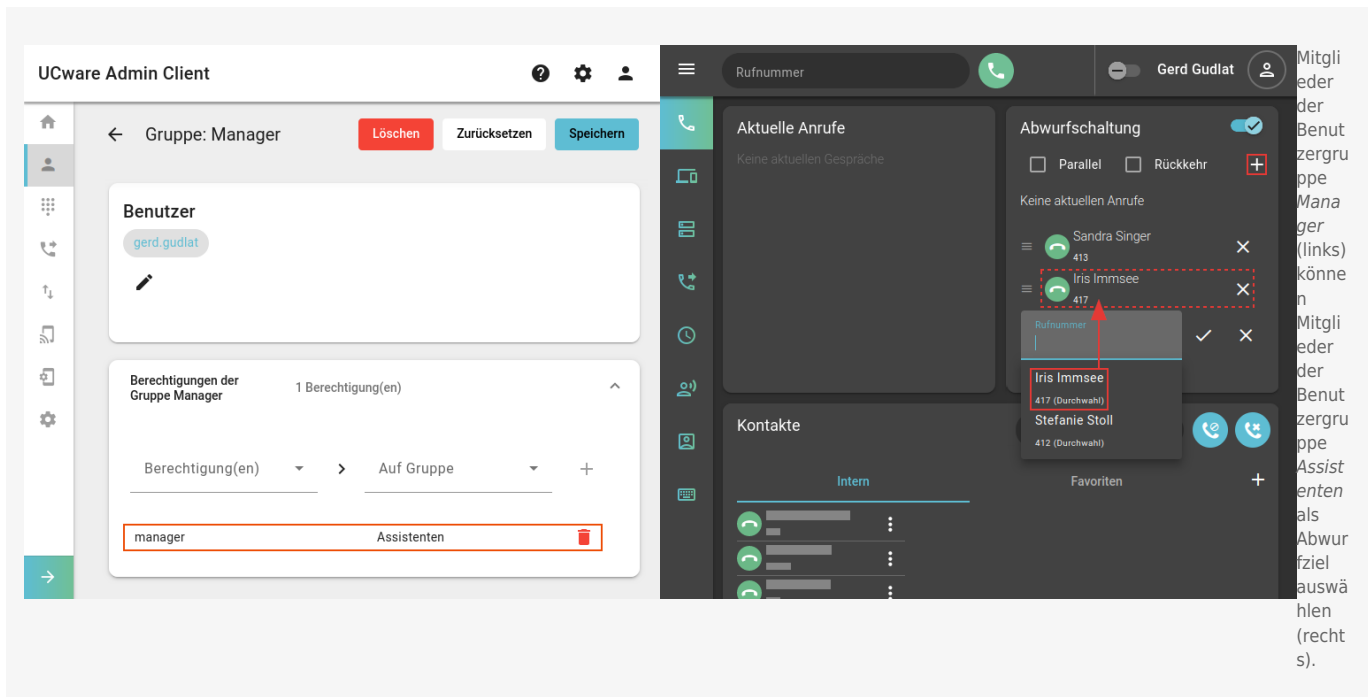 UCware Admin Client
Gruppe: Manager
Löschen
Zurücksetzen
Speichern
Benutzer
gerd.gudlat
Berechtigungen der
Gruppe Manager
1 Berechtigung(en)
Berechtigung(en)
Auf Gruppe
manager
Assistenten
Rufnummer
Gerd Gudlat
Aktuelle Anrufe
Keine aktuellen Gespräche
Abwurfschaltung
Parallel
Rückkehr
Keine aktuellen Anrufe
Sandra Singer
413
Iris Immsee
417
Rufnummer
Iris Immsee
417 (Durchwahl)
Stefanie Stoll
412 (Durchwahl)
Kontakte
Intern
Favoriten
Mitgli
eder
der
Benut
zergru
ppe
Mana
ger
(links)
könne
n
Mitgli
eder
der
Benut
zergru
ppe
Assist
enten
als
Abwur
fziel
auswä
hlen
(recht
s).